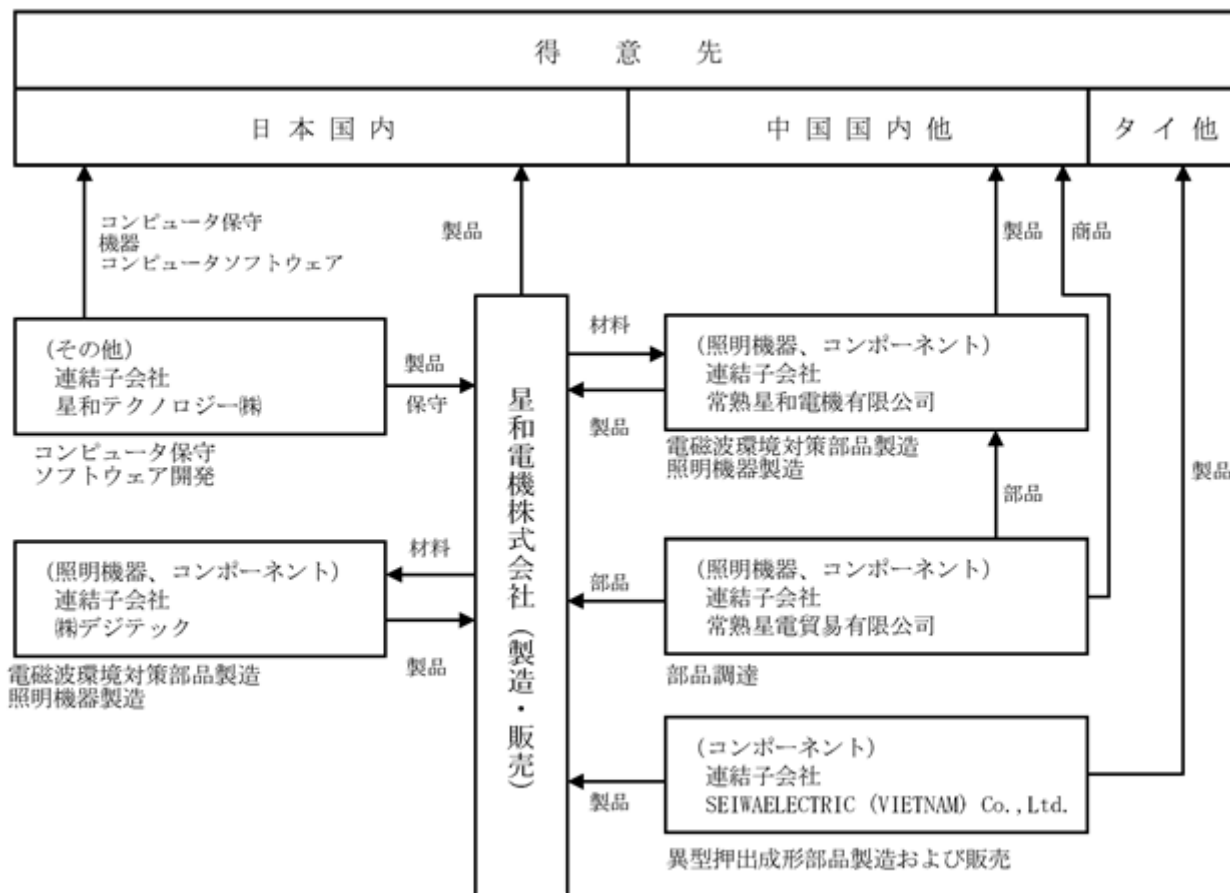 得意先
日本国内
中国国内他
タイ他
コンピュータ保守
機器
コンピュータソフトウェア
製品
製品
商品
(その他)
連結子会社
星和テクノロジー㈱
コンピュータ保守
ソフトウェア開発
製品
保守
星和電機株式会社(製造・販売)
材料
製品
(照明機器、コンポーネント)
連結子会社
常熟星和電機有限公司
電磁波環境対策部品製造
照明機器製造
部品
製品
(照明機器、コンポーネント)
連結子会社
㈱デジテック
電磁波環境対策部品製造
照明機器製造
材料
製品
部品
(照明機器、コンポーネント)
連結子会社
常熟星電貿易有限公司
部品調達
製品
(コンポーネント)
連結子会社
SEIWAELECTRIC (VIETNAM) Co.,Ltd.
異型押出成形部品製造および販売